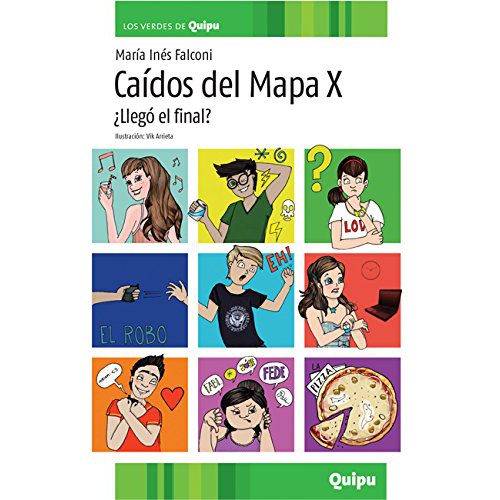 LOS VERDES DE Quipu
María Inés Falconi
Caídos del Mapa X
¿Llegó el final?
Ilustración: Vik Arrieta
?
LOL
EH!
EL ROBO
FABI
FEDE
LA
PIZZA
Quipu